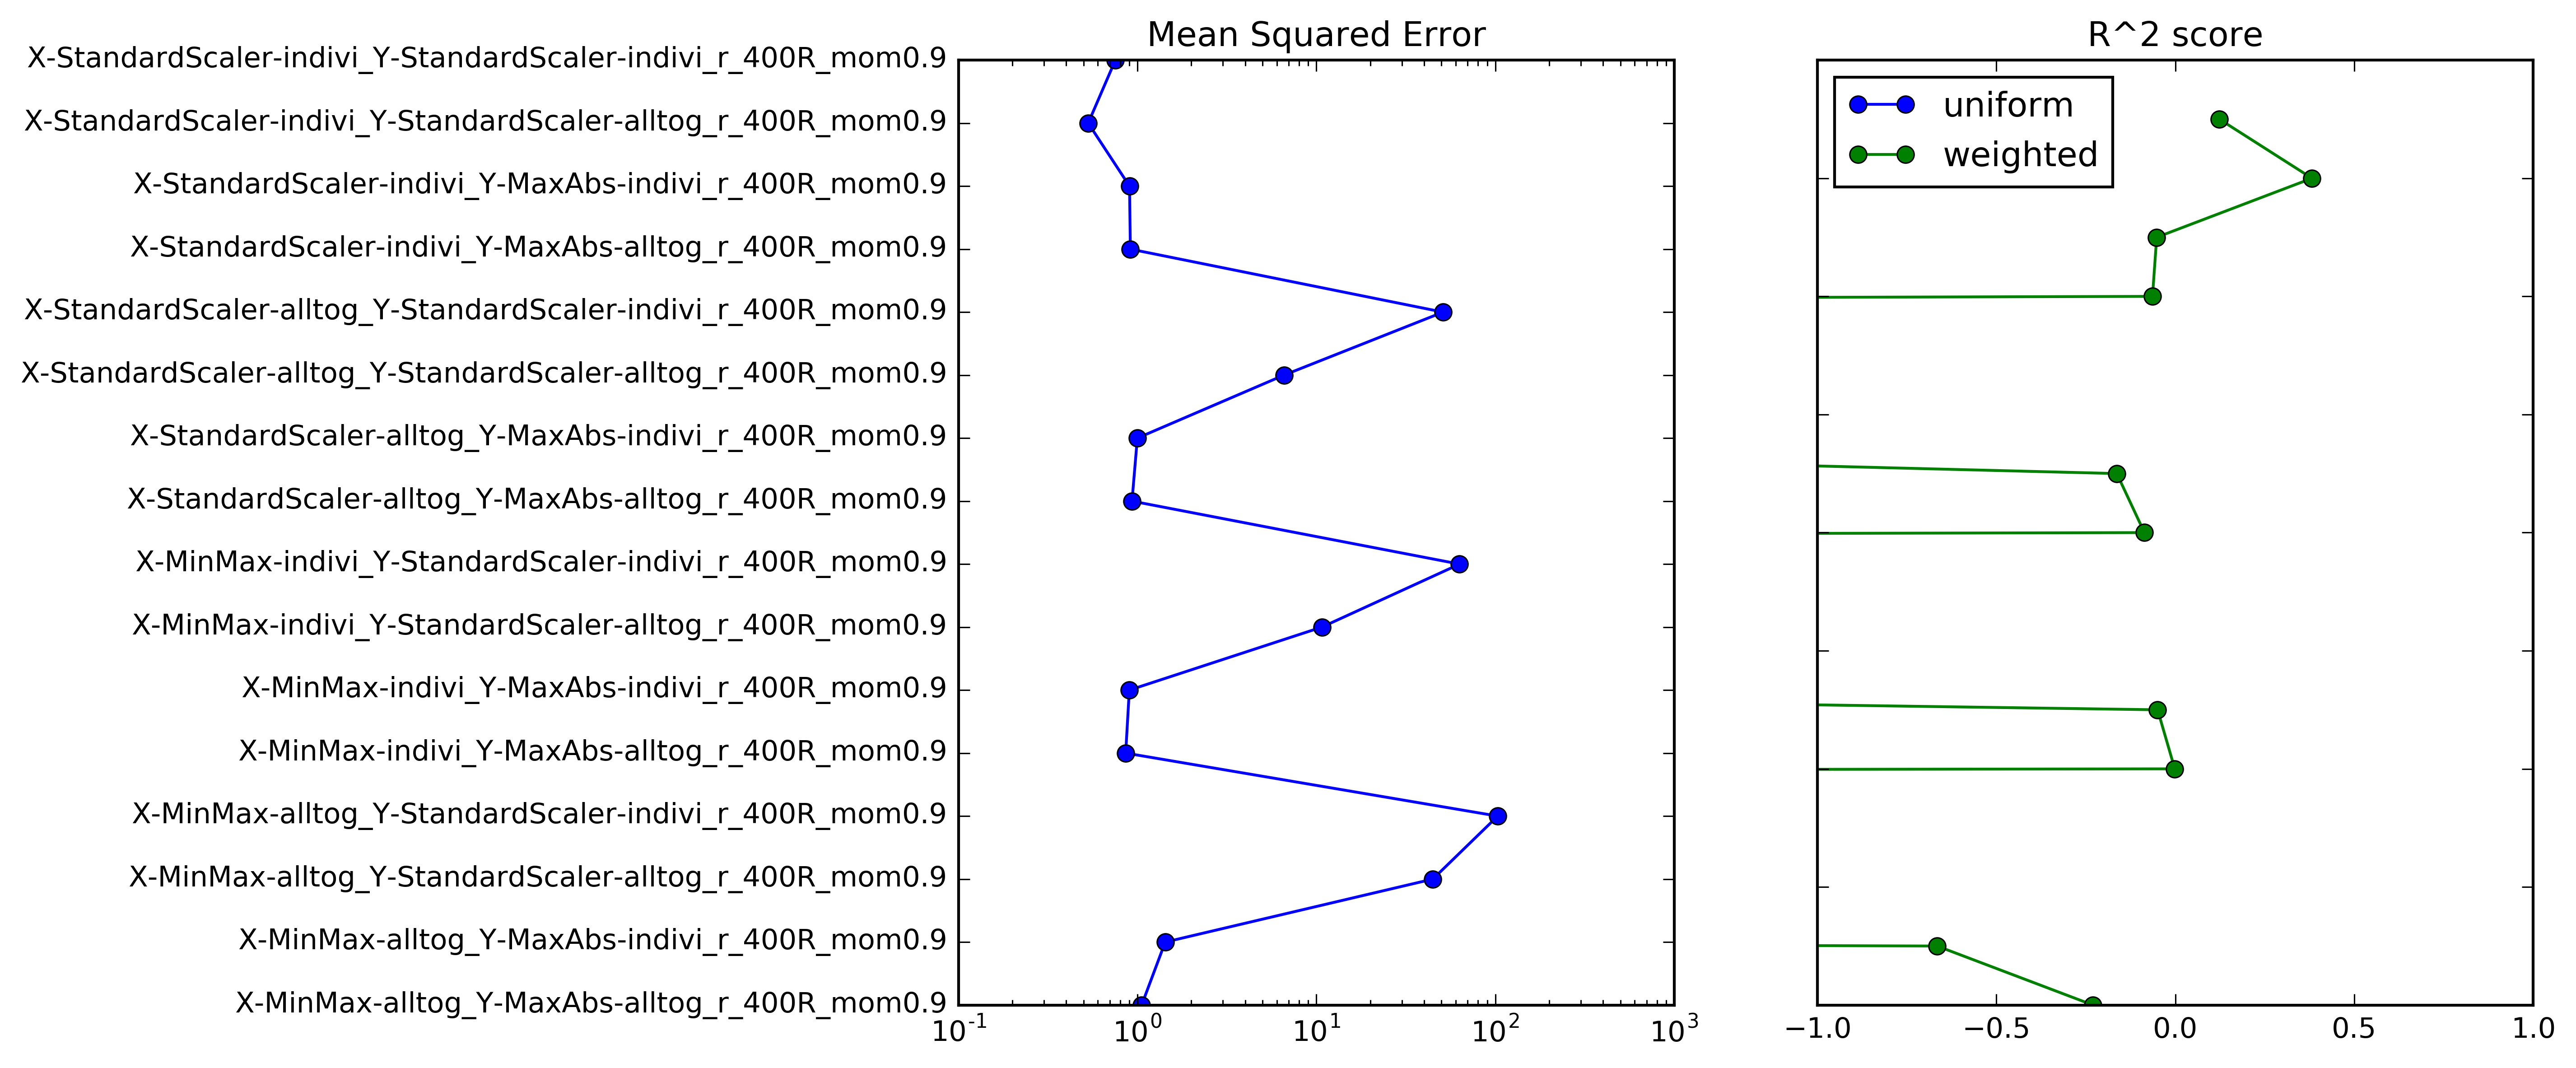 Mean Squared Error
R^2 score
X-StandardScaler-indivi_Y-StandardScaler-indivi_r_400R_mom0.9
X-StandardScaler-indivi_Y-StandardScaler-alltog_r_400R_mom0.9
X-StandardScaler-indivi_Y-MaxAbs-indivi_r_400R_mom0.9
X-StandardScaler-indivi_Y-MaxAbs-alltog_r_400R_mom0.9
X-StandardScaler-alltog_Y-StandardScaler-indivi_r_400R_mom0.9
X-StandardScaler-alltog_Y-StandardScaler-alltog_r_400R_mom0.9
X-StandardScaler-alltog_Y-MaxAbs-indivi_r_400R_mom0.9
X-StandardScaler-alltog_Y-MaxAbs-alltog_r_400R_mom0.9
X-MinMax-indivi_Y-StandardScaler-indivi_r_400R_mom0.9
X-MinMax-indivi_Y-StandardScaler-alltog_r_400R_mom0.9
X-MinMax-indivi_Y-MaxAbs-indivi_r_400R_mom0.9
X-MinMax-indivi_Y-MaxAbs-alltog_r_400R_mom0.9
X-MinMax-alltog_Y-StandardScaler-indivi_r_400R_mom0.9
X-MinMax-alltog_Y-StandardScaler-alltog_r_400R_mom0.9
X-MinMax-alltog_Y-MaxAbs-indivi_r_400R_mom0.9
X-MinMax-alltog_Y-MaxAbs-alltog_r_400R_mom0.9
10^-1 10^0 10^1 10^2 10^3
uniform
weighted
−1.0 −0.5 0.0 0.5 1.0